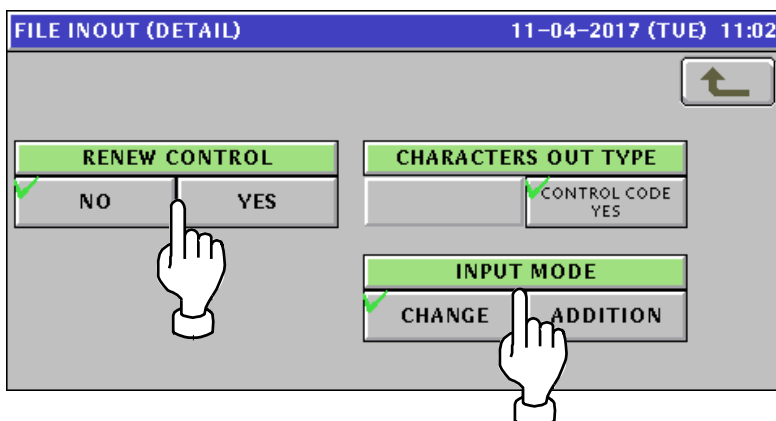 FILE INOUT (DETAIL) 11-04-2017 (TUE) 11:02
RENEW CONTROL
NO YES
CHARACTERS OUT TYPE
CONTROL CODE
YES
INPUT MODE
CHANGE ADDITION